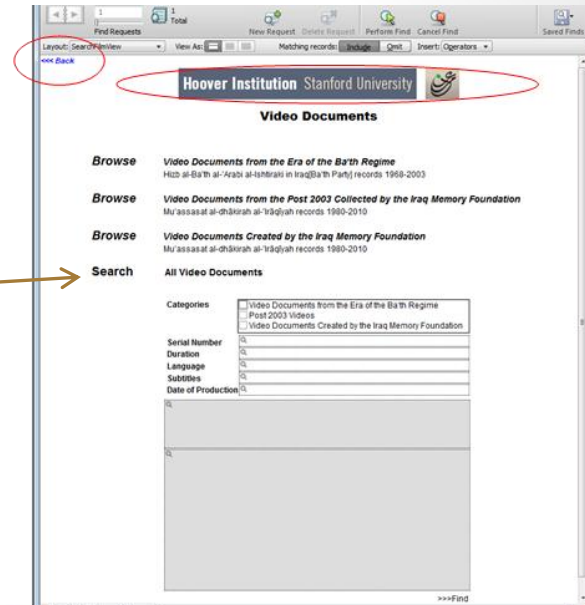 1
1
Total
Find Requests
New Request Delete Request Perform Find Cancel Find Saved Finds
Layout: SearchFilmView View As: Matching records: Include Omit Insert: Operators
<<< Back
Hoover Institution Stanford University
Video Documents
Browse Video Documents from the Era of the Ba'th Regime
Hizb al-Ba'th al-'Arabi al-Ishtiraki in Iraq[Ba'th Party] records 1968-2003
Browse Video Documents from the Post 2003 Collected by the Iraq Memory Foundation
Mu'assasat al-dhākirah al-'Irāqīyah records 1980-2010
Browse Video Documents Created by the Iraq Memory Foundation
Mu'assasat al-dhākirah al-'Irāqīyah records 1980-2010
Search All Video Documents
Categories Video Documents from the Era of the Ba'th Regime
Post 2003 Videos
Video Documents Created by the Iraq Memory Foundation
Serial Number
Duration
Language
Subtitles
Date of Production
>>>Find